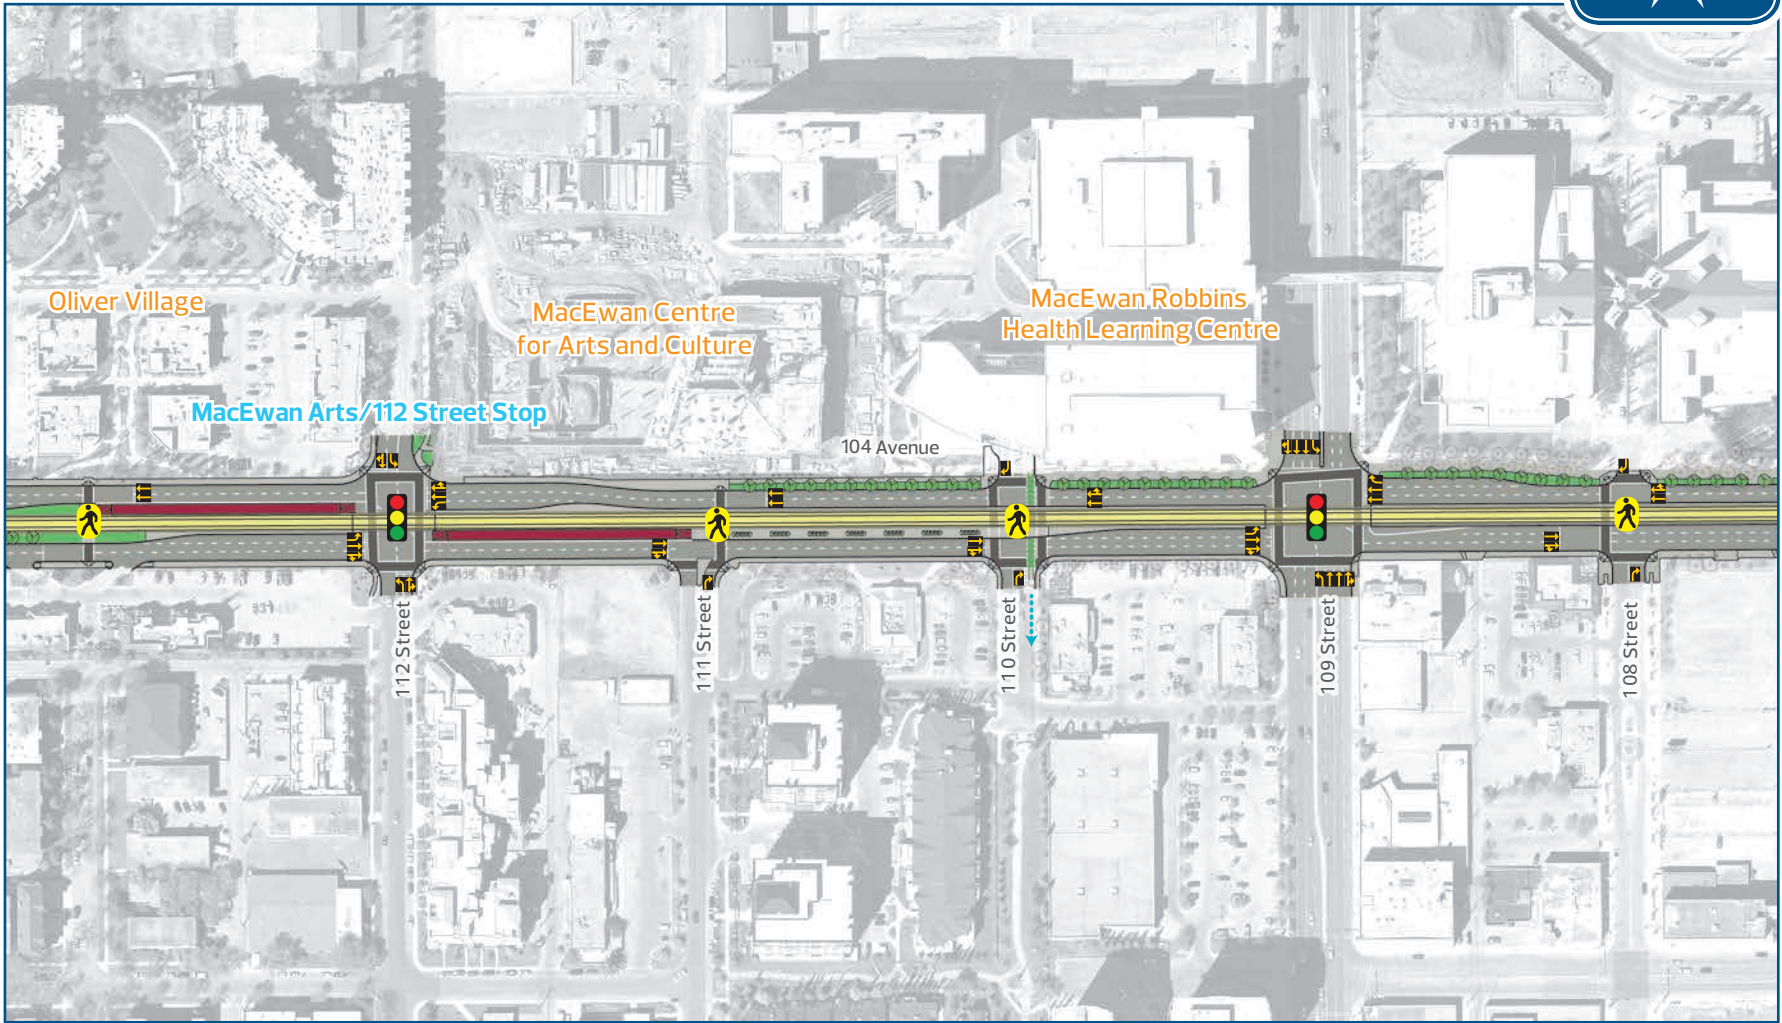 Oliver Village
MacEwan Centre
for Arts and Culture
MacEwan Robbins
Health Learning Centre
MacEwan Arts/112 Street Stop
104 Avenue
112 Street
111 Street
110 Street
109 Street
108 Street